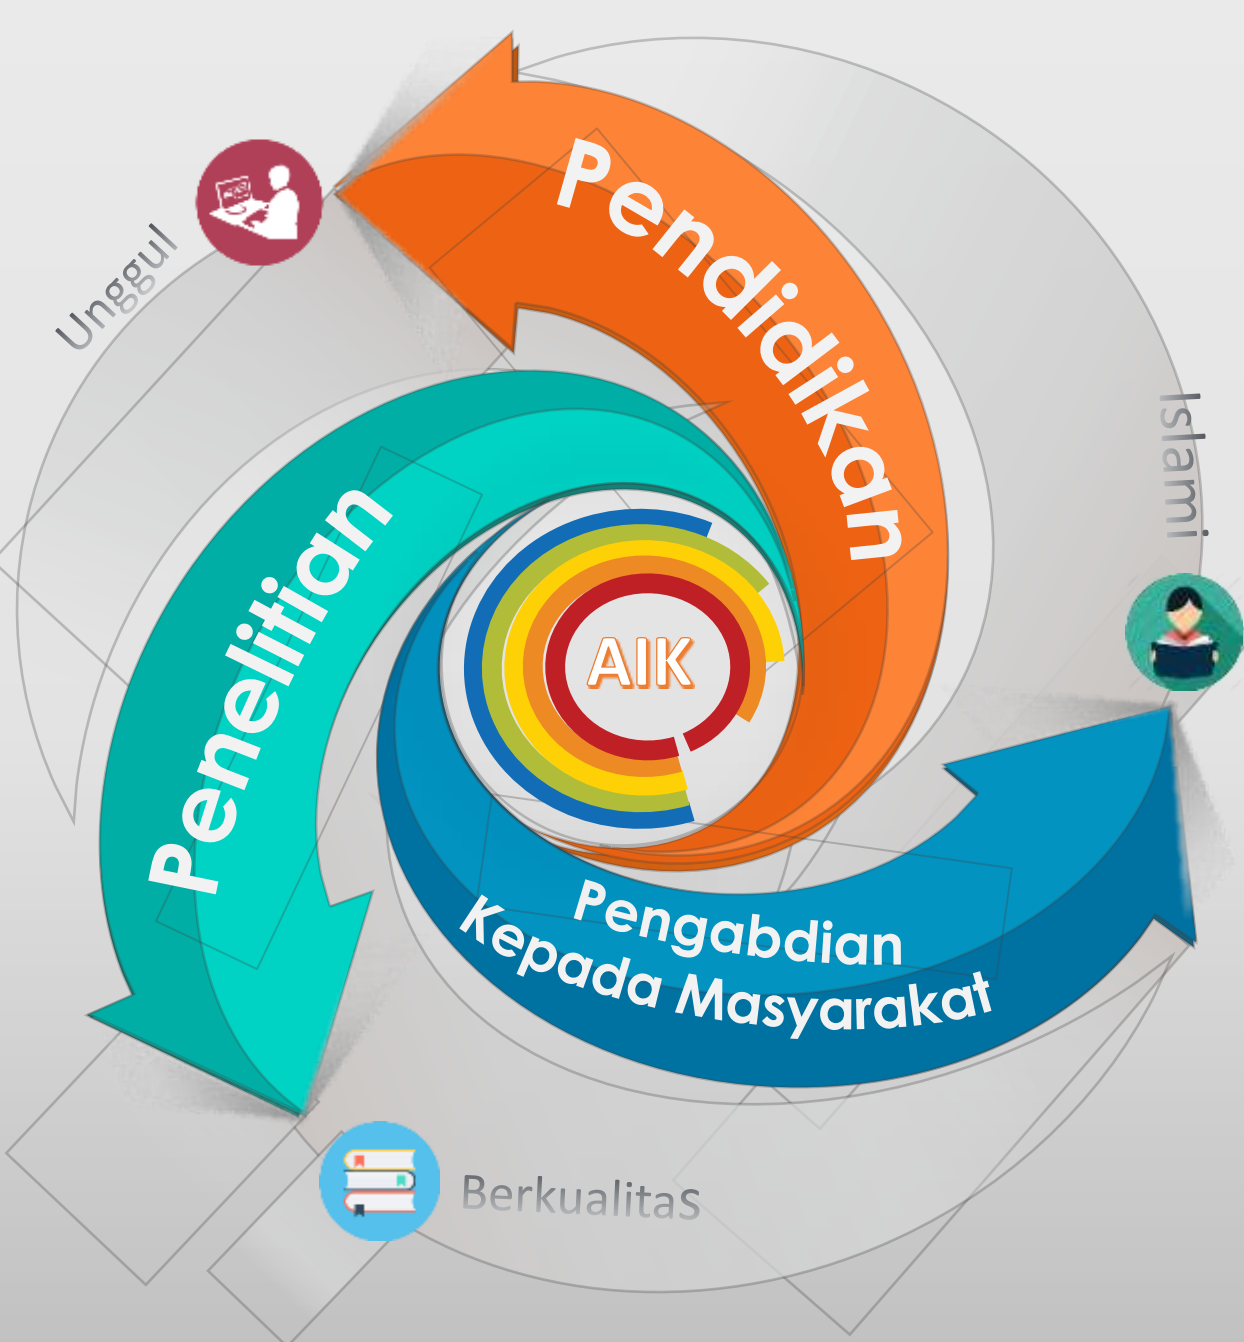 Pendidikan
Unggul
Islami
Penelitian
AIK
Pengabdian
Kepada Masyarakat
BerkualitaS